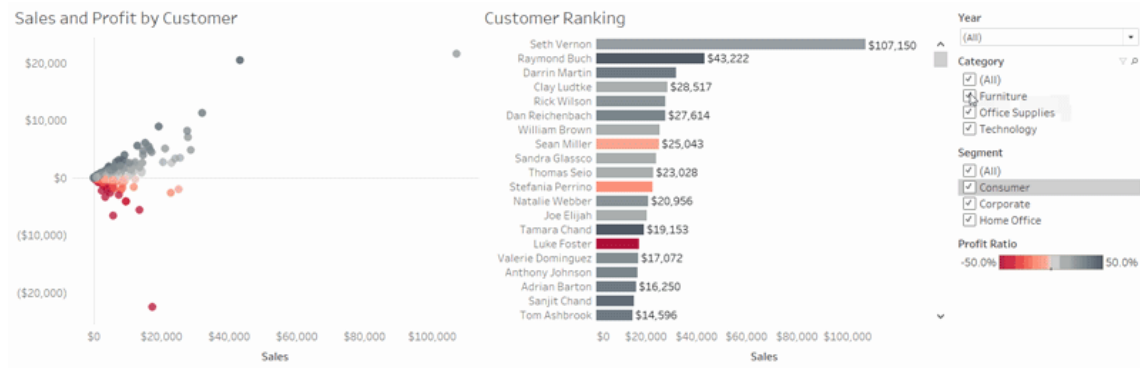 Sales and Profit by Customer
$20,000
$10,000
$0
($10,000)
($20,000)
$0 $20,000 $40,000 $60,000 $80,000 $100,000
Sales
Customer Ranking
Seth Vernon $107,150
Raymond Buch $43,222
Darrin Martin
Clay Ludtke $28,517
Rick Wilson
Dan Reichenbach $27,614
William Brown
Sean Miller $25,043
Sandra Glassco
Thomas Seio $23,028
Stefania Perrino
Natalie Webber $20,956
Joe Elijah
Tamara Chand $19,153
Luke Foster
Valerie Dominguez $17,072
Anthony Johnson
Adrian Barton $16,250
Sanjit Chand
Tom Ashbrook $14,596
$0 $20,000 $40,000 $60,000 $80,000 $100,000
Sales
Year
(All)
Category
(All)
Furniture
Office Supplies
Technology
Segment
(All)
Consumer
Corporate
Home Office
Profit Ratio
-50.0% 50.0%